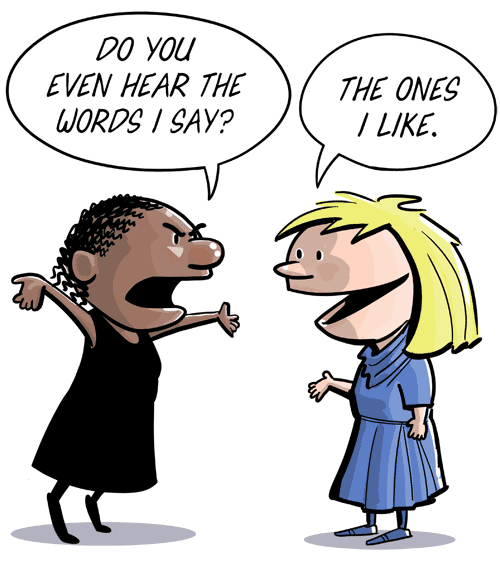 DO YOU
EVEN HEAR THE
WORDS I SAY?
THE ONES
I LIKE.